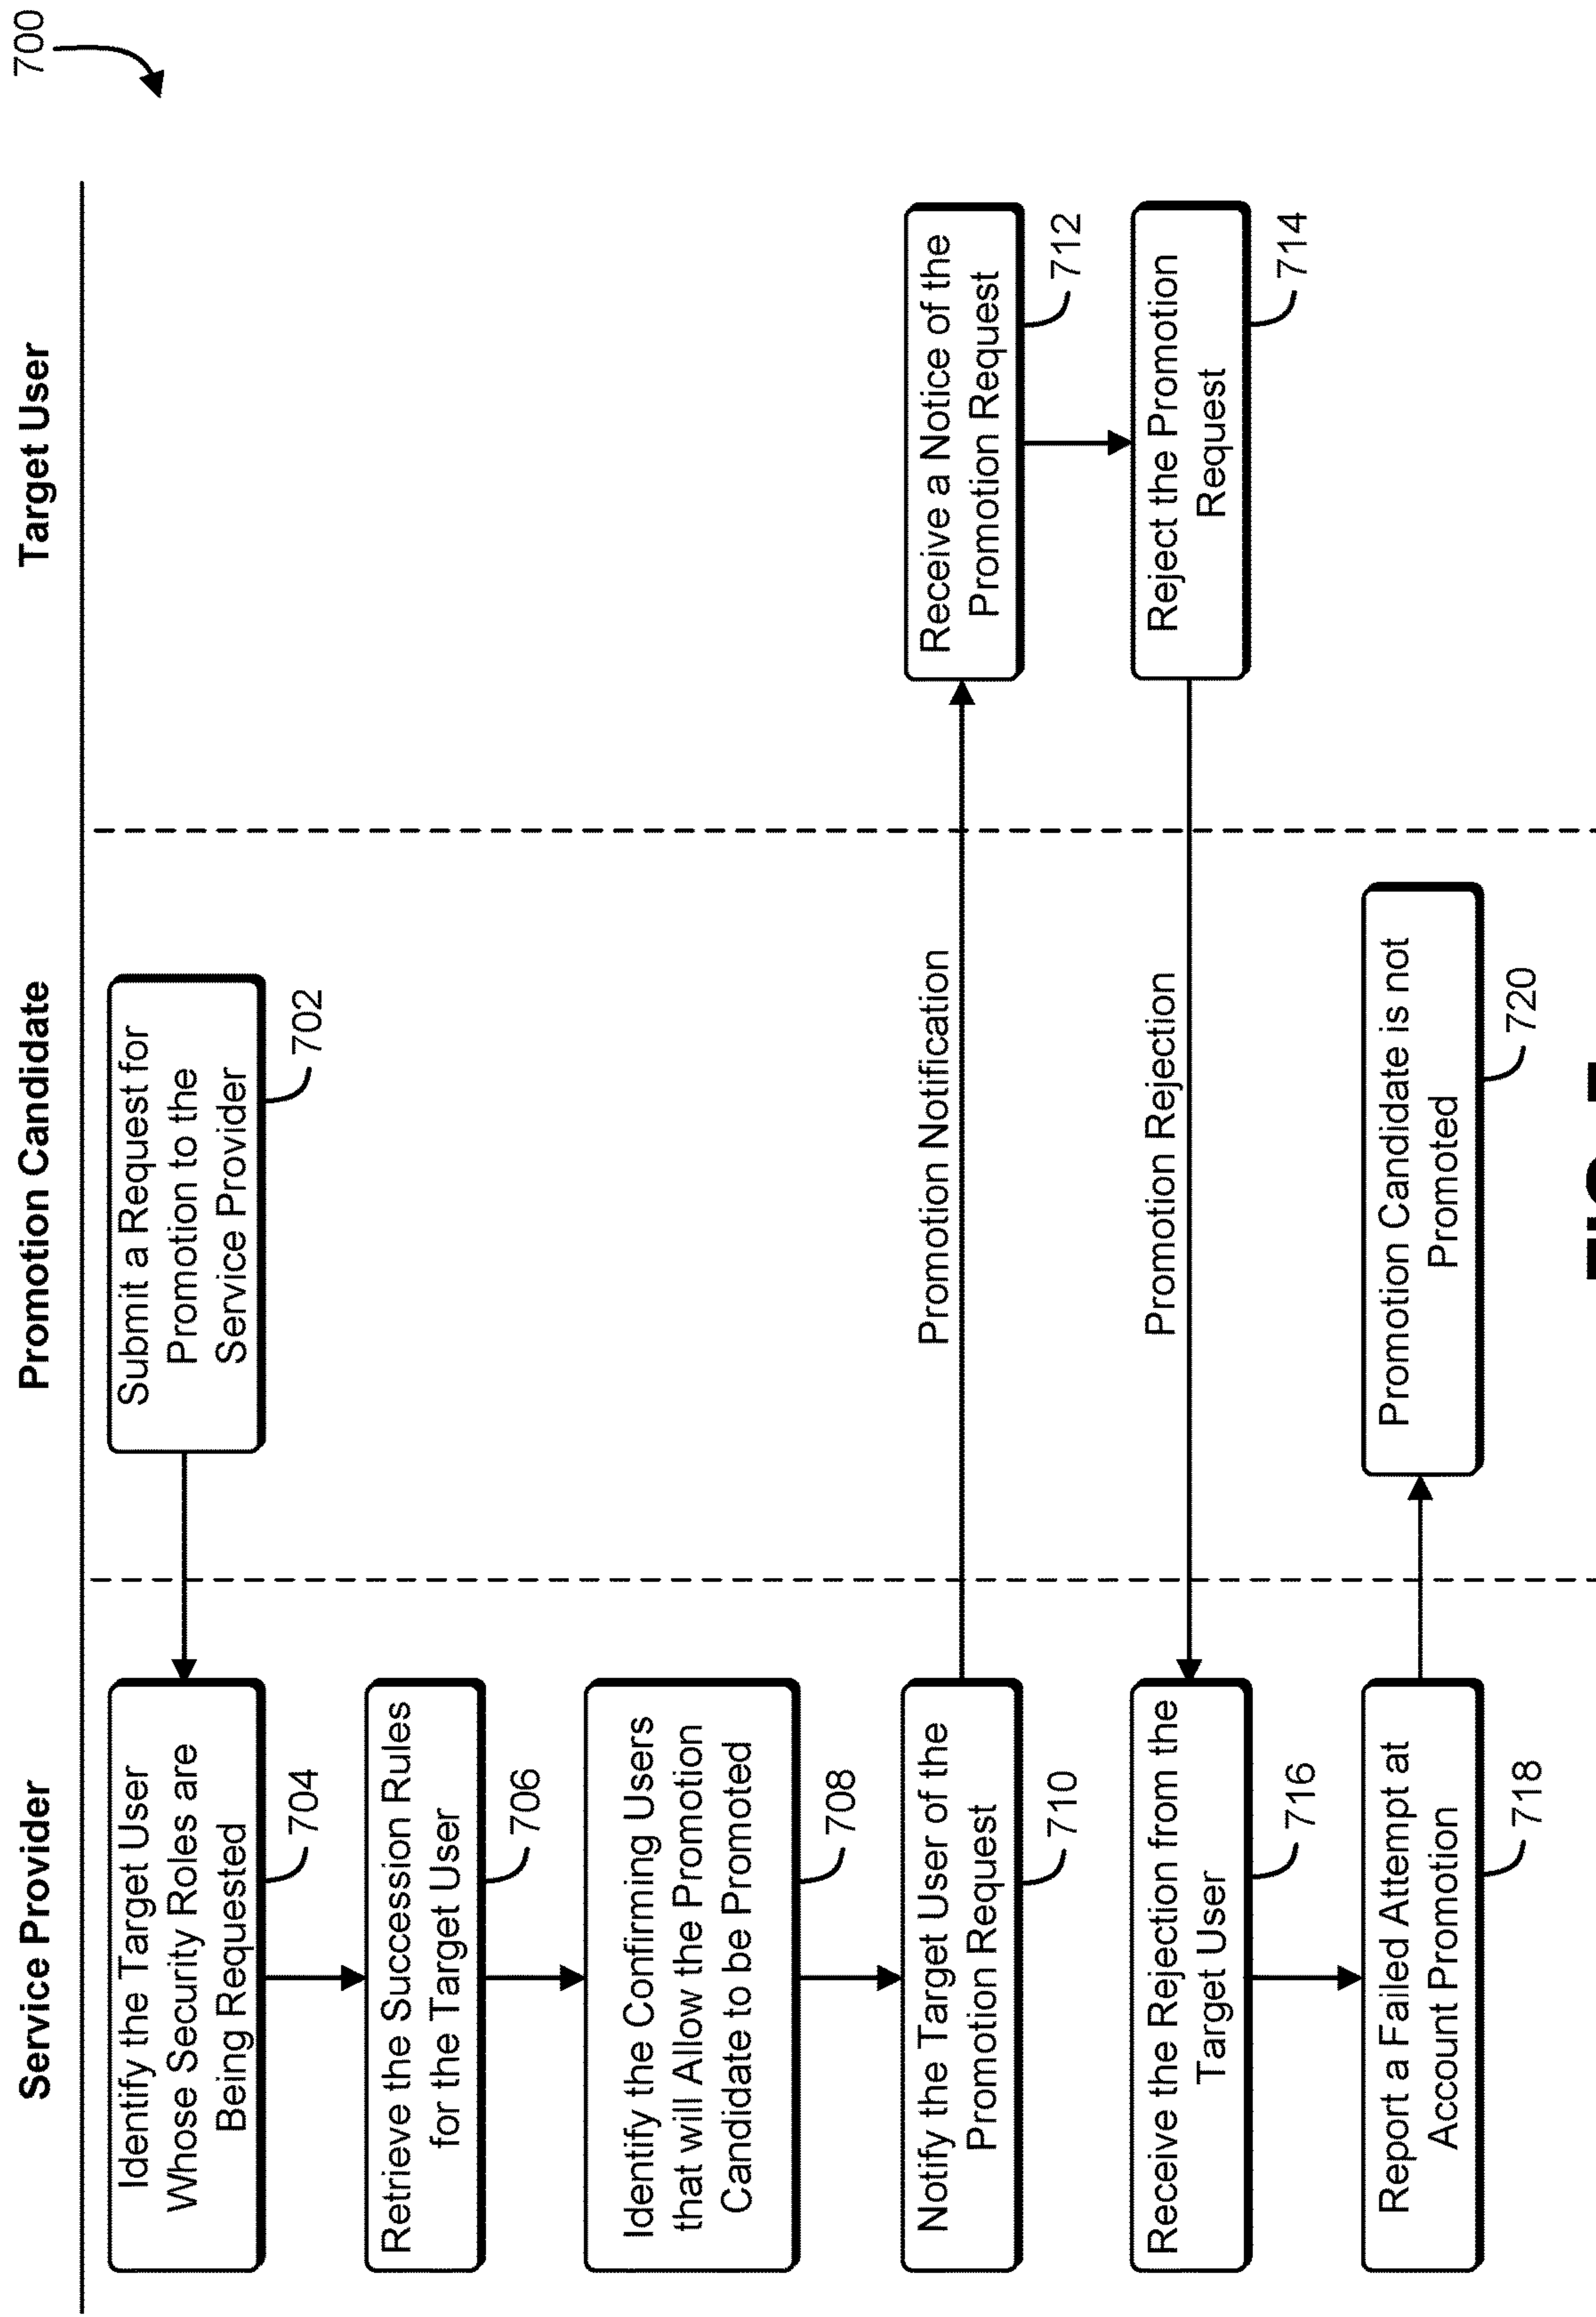 700
Service Provider
Promotion Candidate
Target User
Submit a Request for
Promotion to the
Service Provider
702
Identify the Target User
Whose Security Roles are
Being Requested
704
Retrieve the Succession Rules
for the Target User
706
Identify the Confirming Users
that will Allow the Promotion
Candidate to be Promoted
708
Notify the Target User of the
Promotion Request
710
Promotion Notification
Receive a Notice of the
Promotion Request
712
Reject the Promotion
Request
714
Promotion Rejection
Receive the Rejection from the
Target User
716
Report a Failed Attempt at
Account Promotion
718
Promotion Candidate is not
Promoted
720